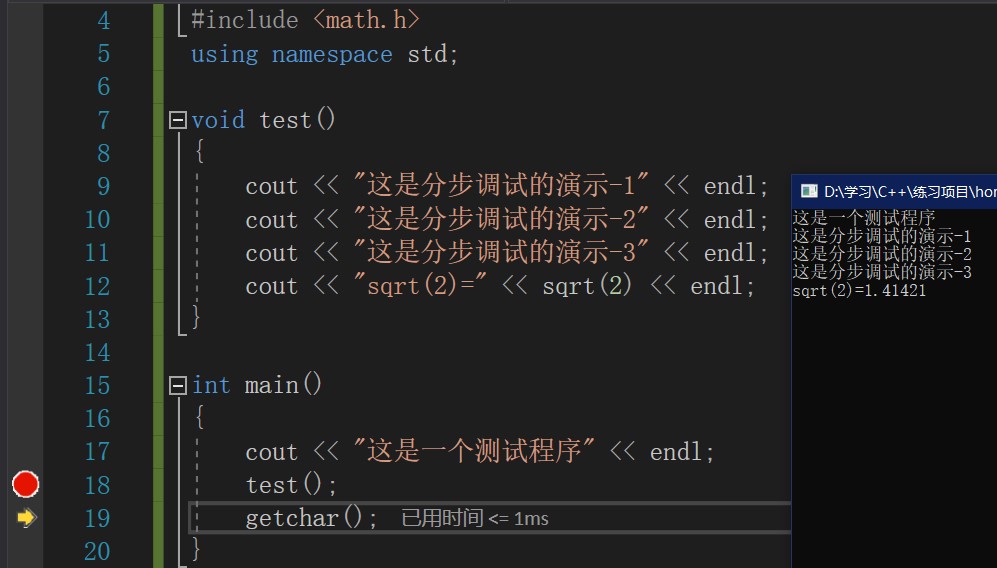 4 #include <math.h>
5 using namespace std;
6
7 void test()
8 {
9 cout << "这是分步调试的演示-1" << endl;
10 cout << "这是分步调试的演示-2" << endl;
11 cout << "这是分步调试的演示-3" << endl;
12 cout << "sqrt(2)=" << sqrt(2) << endl;
13 }
14
15 int main()
16 {
17 cout << "这是一个测试程序" << endl;
18 test();
19 getchar(); 已用时间 <= 1ms
20 }
D:\学习\C++\练习项目\hor
这是一个测试程序
这是分步调试的演示-1
这是分步调试的演示-2
这是分步调试的演示-3
sqrt(2)=1.41421